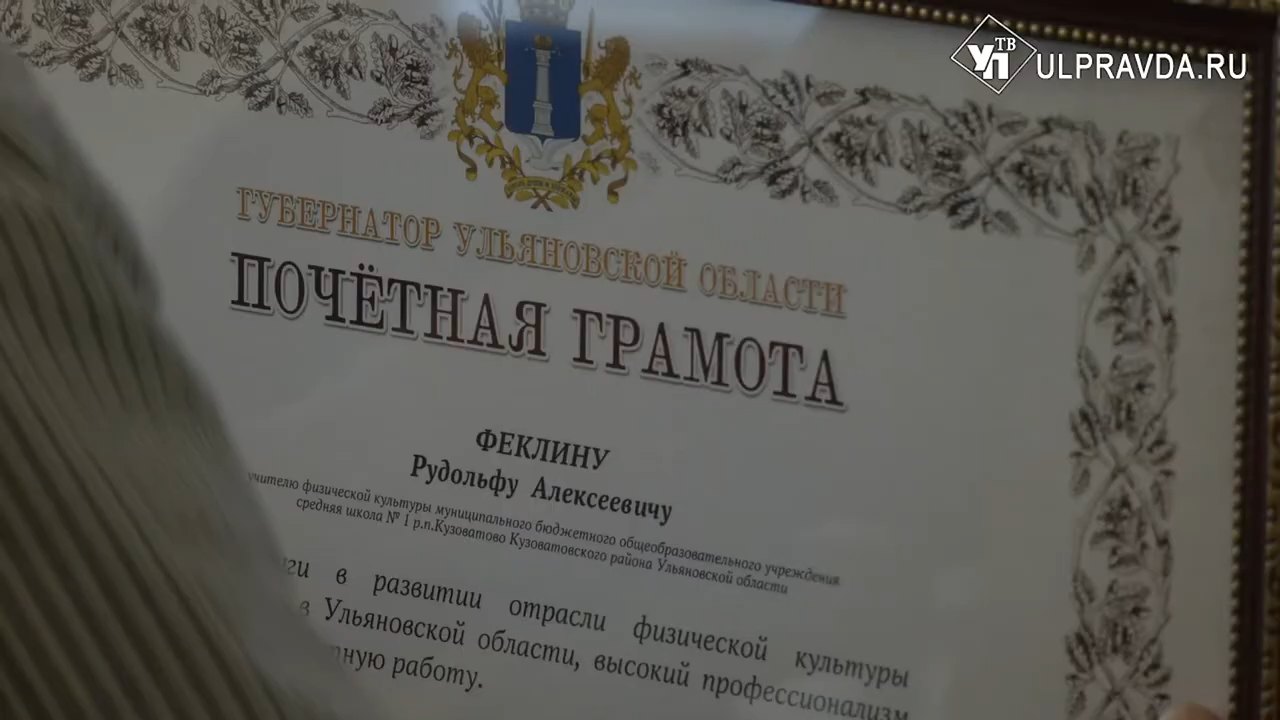 УП ТВ ULPRAVDA.RU
ГУБЕРНАТОР УЛЬЯНОВСКОЙ ОБЛАСТИ
ПОЧЁТНАЯ ГРАМОТА
ФЕКЛИНУ
Рудольфу Алексеевичу
учителю физической культуры муниципального бюджетного общеобразовательного учреждения
средняя школа № 1 р.п.Кузоватово Кузоватовского района Ульяновской области
в развитии отрасли физической культуры
в Ульяновской области, высокий профессионализм
работу.